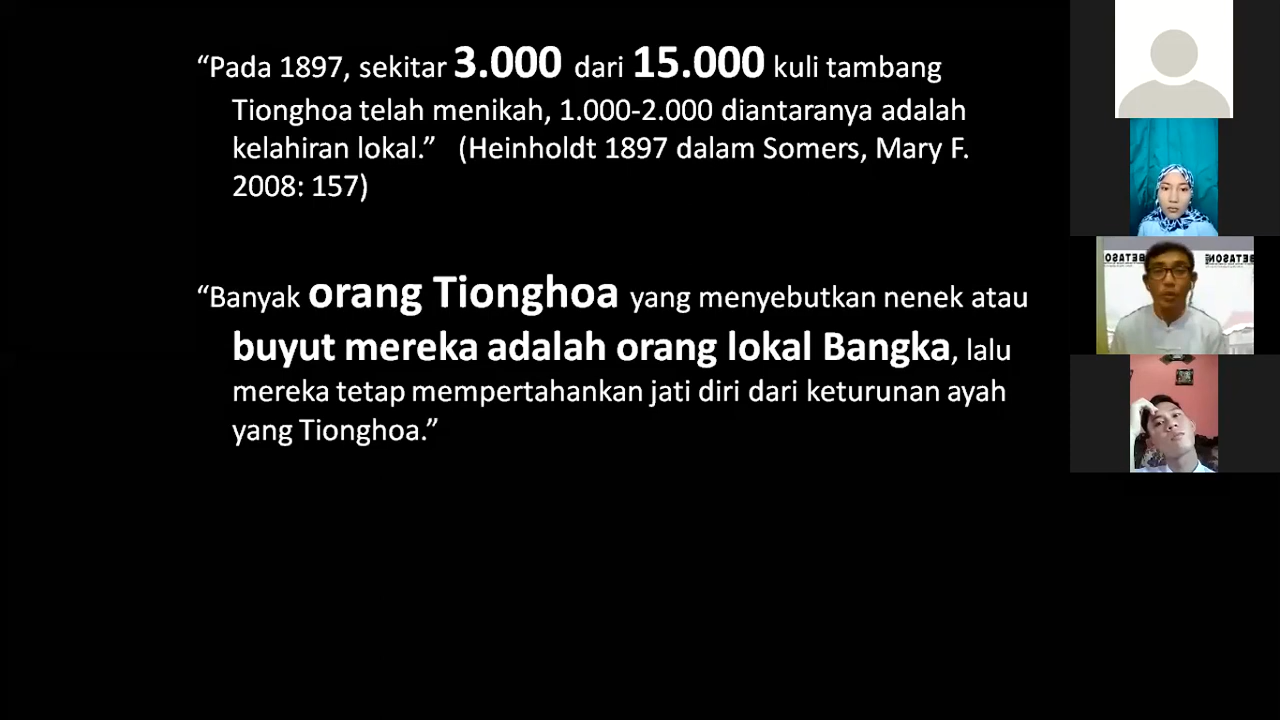 “Pada 1897, sekitar 3.000 dari 15.000 kuli tambang
Tionghoa telah menikah, 1.000-2.000 diantaranya adalah
kelahiran lokal.” (Heinholdt 1897 dalam Somers, Mary F.
2008: 157)
“Banyak orang Tionghoa yang menyebutkan nenek atau
buyut mereka adalah orang lokal Bangka, lalu
mereka tetap mempertahankan jati diri dari keturunan ayah
yang Tionghoa.”